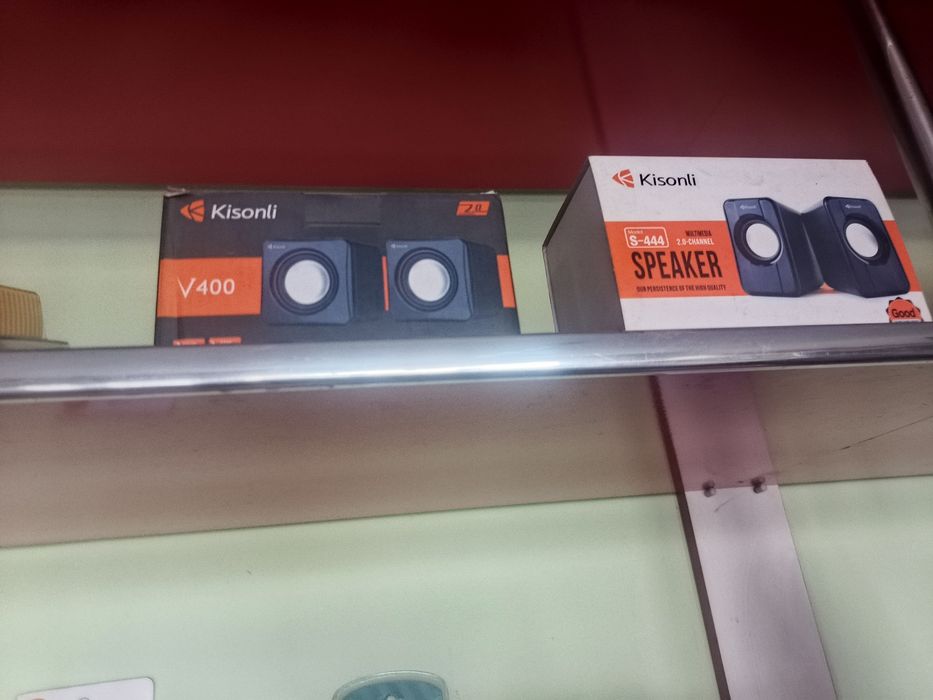 Kisonli
2.0
V400
Kisonli
Model
S-444
MULTIMEDIA
2.0-CHANNEL
SPEAKER
OUR PERSISTENCE OF THE HIGH QUALITY
Good